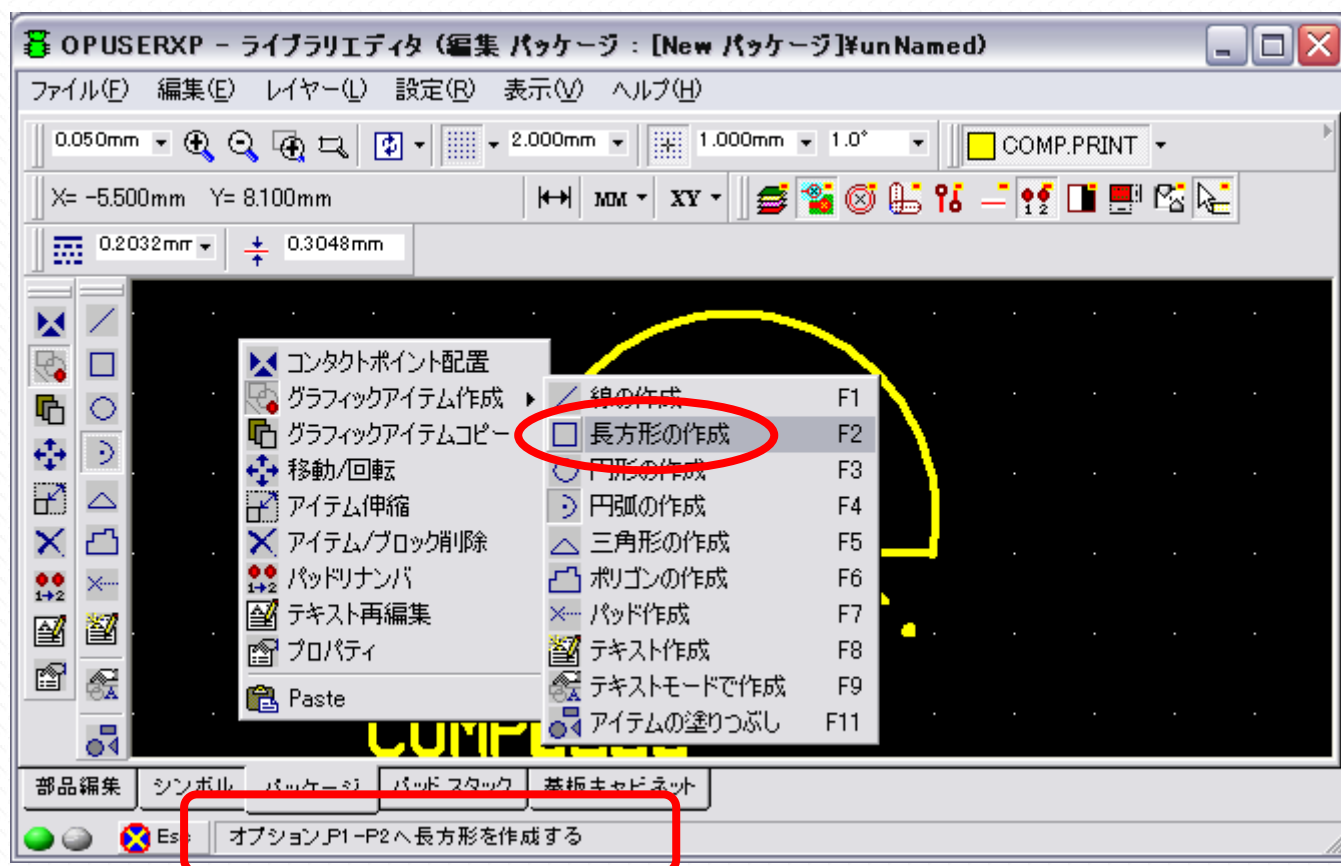 OPUSERXP - ライブラリエディタ (編集 パッケージ : [New パッケージ]¥unNamed)
ファイル(F) 編集(E) レイヤー(L) 設定(R) 表示(V) ヘルプ(H)
0.050mm 2.000mm 1.000mm 1.0° COMP.PRINT
X= -5.500mm Y= 8.100mm MM XY
0.2032mm 0.3048mm
コンタクトポイント配置
グラフィックアイテム作成
グラフィックアイテムコピー
移動/回転
アイテム伸縮
アイテム/ブロック削除
パッドリナンバ
テキスト再編集
プロパティ
Paste
線の作成 F1
長方形の作成 F2
円形の作成 F3
円弧の作成 F4
三角形の作成 F5
ポリゴンの作成 F6
パッド作成 F7
テキスト作成 F8
テキストモードで作成 F9
アイテムの塗りつぶし F11
部品編集 シンボル パッケージ パッド スタック 基板キャビネット
オプション,P1-P2へ長方形を作成する